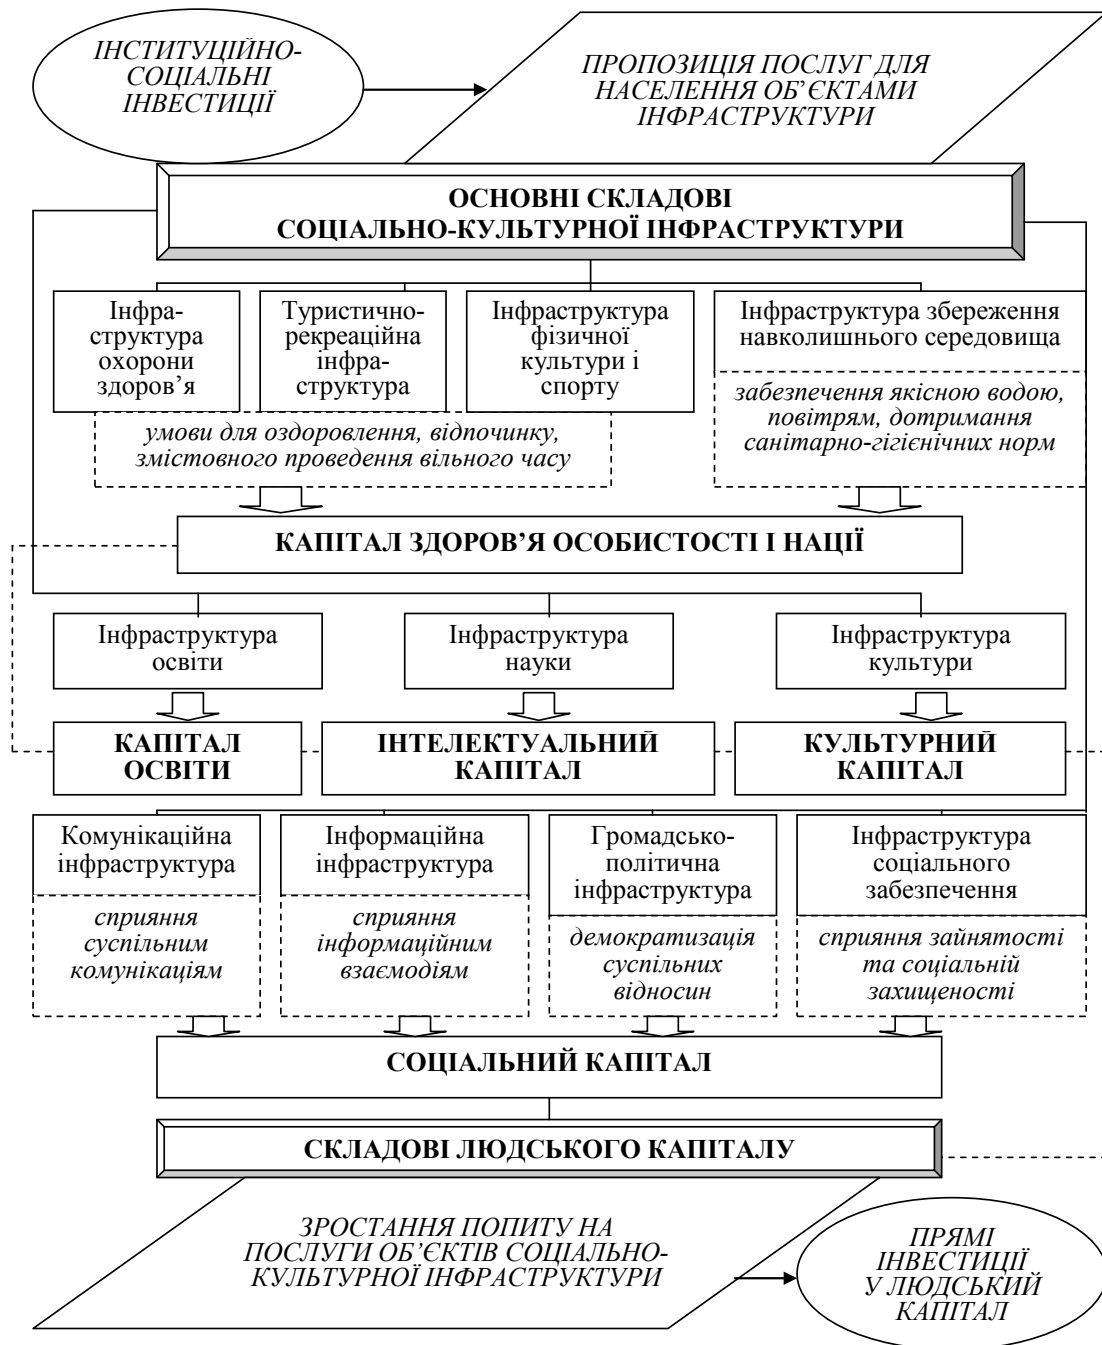 ІНСТИТУЦІЙНО-
СОЦІАЛЬНІ
ІНВЕСТИЦІЇ
ПРОПОЗИЦІЯ ПОСЛУГ ДЛЯ
НАСЕЛЕННЯ ОБ’ЄКТАМИ
ІНФРАСТРУКТУРИ
ОСНОВНІ СКЛАДОВІ
СОЦІАЛЬНО-КУЛЬТУРНОЇ ІНФРАСТРУКТУРИ
Інфра-
структура
охорони
здоров’я
Туристично-
рекреаційна
інфра-
структура
Інфраструктура
фізичної
культури і
спорту
Інфраструктура збереження
навколишнього середовища
умови для оздоровлення, відпочинку,
змістовного проведення вільного часу
забезпечення якісною водою,
повітрям, дотримання
санітарно-гігієнічних норм
КАПІТАЛ ЗДОРОВ’Я ОСОБИСТОСТІ І НАЦІЇ
Інфраструктура
освіти
Інфраструктура
науки
Інфраструктура
культури
КАПІТАЛ
ОСВІТИ
ІНТЕЛЕКТУАЛЬНИЙ
КАПІТАЛ
КУЛЬТУРНИЙ
КАПІТАЛ
Комунікаційна
інфраструктура
Інформаційна
інфраструктура
Громадсько-
політична
інфраструктура
Інфраструктура
соціального
забезпечення
сприяння
суспільним
комунікаціям
сприяння
інформаційним
взаємодіям
демократизація
суспільних
відносин
сприяння зайнятості
та соціальній
захищеності
СОЦІАЛЬНИЙ КАПІТАЛ
СКЛАДОВІ ЛЮДСЬКОГО КАПІТАЛУ
ЗРОСТАННЯ ПОПИТУ НА
ПОСЛУГИ ОБ’ЄКТІВ СОЦІАЛЬНО-
КУЛЬТУРНОЇ ІНФРАСТРУКТУРИ
ПРЯМІ
ІНВЕСТИЦІЇ
У ЛЮДСЬКИЙ
КАПІТАЛ